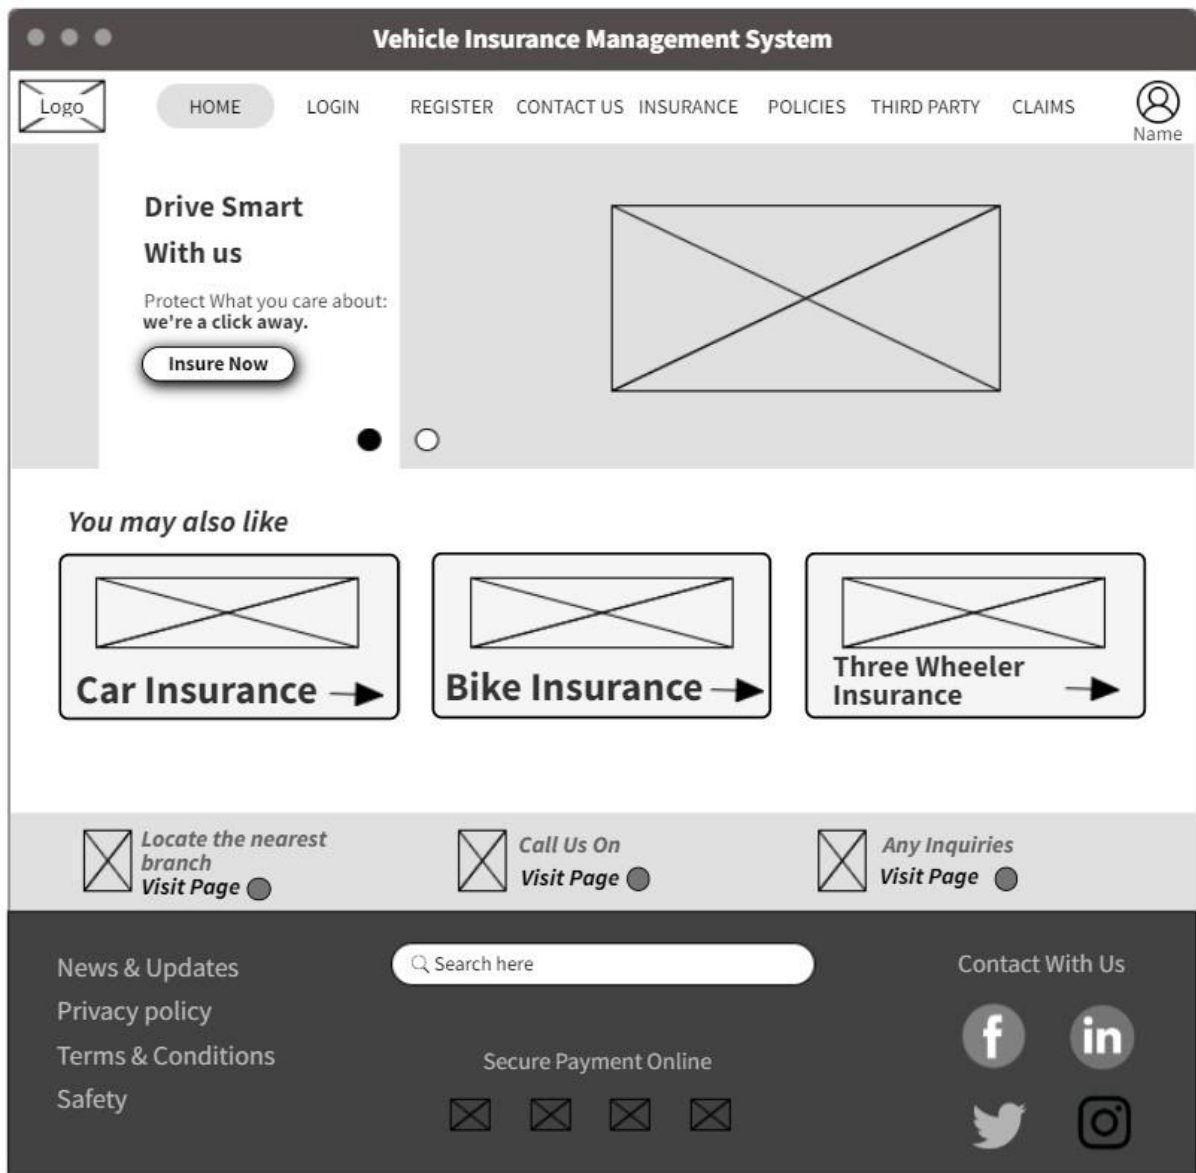 Vehicle Insurance Management System
Logo
HOME
LOGIN
REGISTER
CONTACT US
INSURANCE
POLICIES
THIRD PARTY
CLAIMS
Name
Drive Smart
With us
Protect What you care about:
we're a click away.
Insure Now
You may also like
Car Insurance
Bike Insurance
Three Wheeler
Insurance
Locate the nearest
branch
Visit Page
Call Us On
Visit Page
Any Inquiries
Visit Page
News & Updates
Privacy policy
Terms & Conditions
Safety
Search here
Secure Payment Online
Contact With Us
f
in